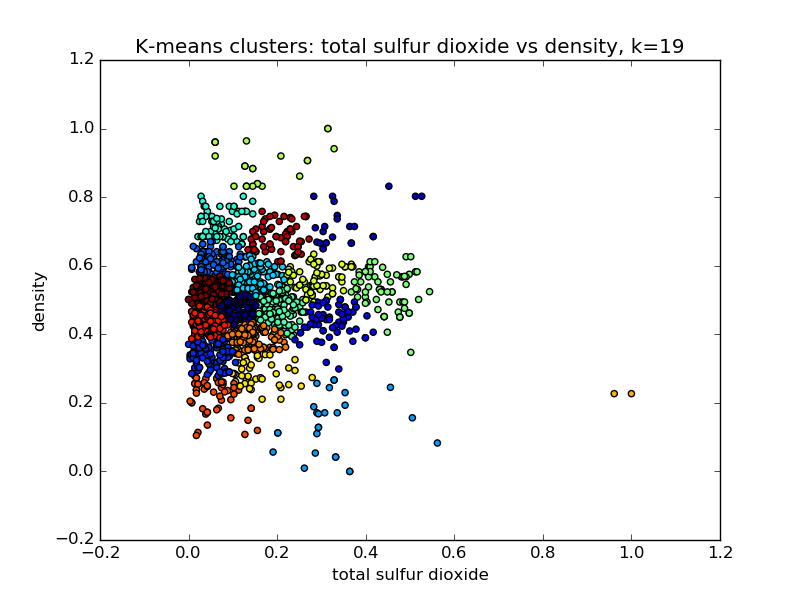 K-means clusters: total sulfur dioxide vs density, k=19
1.2
1.0
0.8
0.6
0.4
0.2
0.0
−0.2
density
−0.2 0.0 0.2 0.4 0.6 0.8 1.0 1.2
total sulfur dioxide